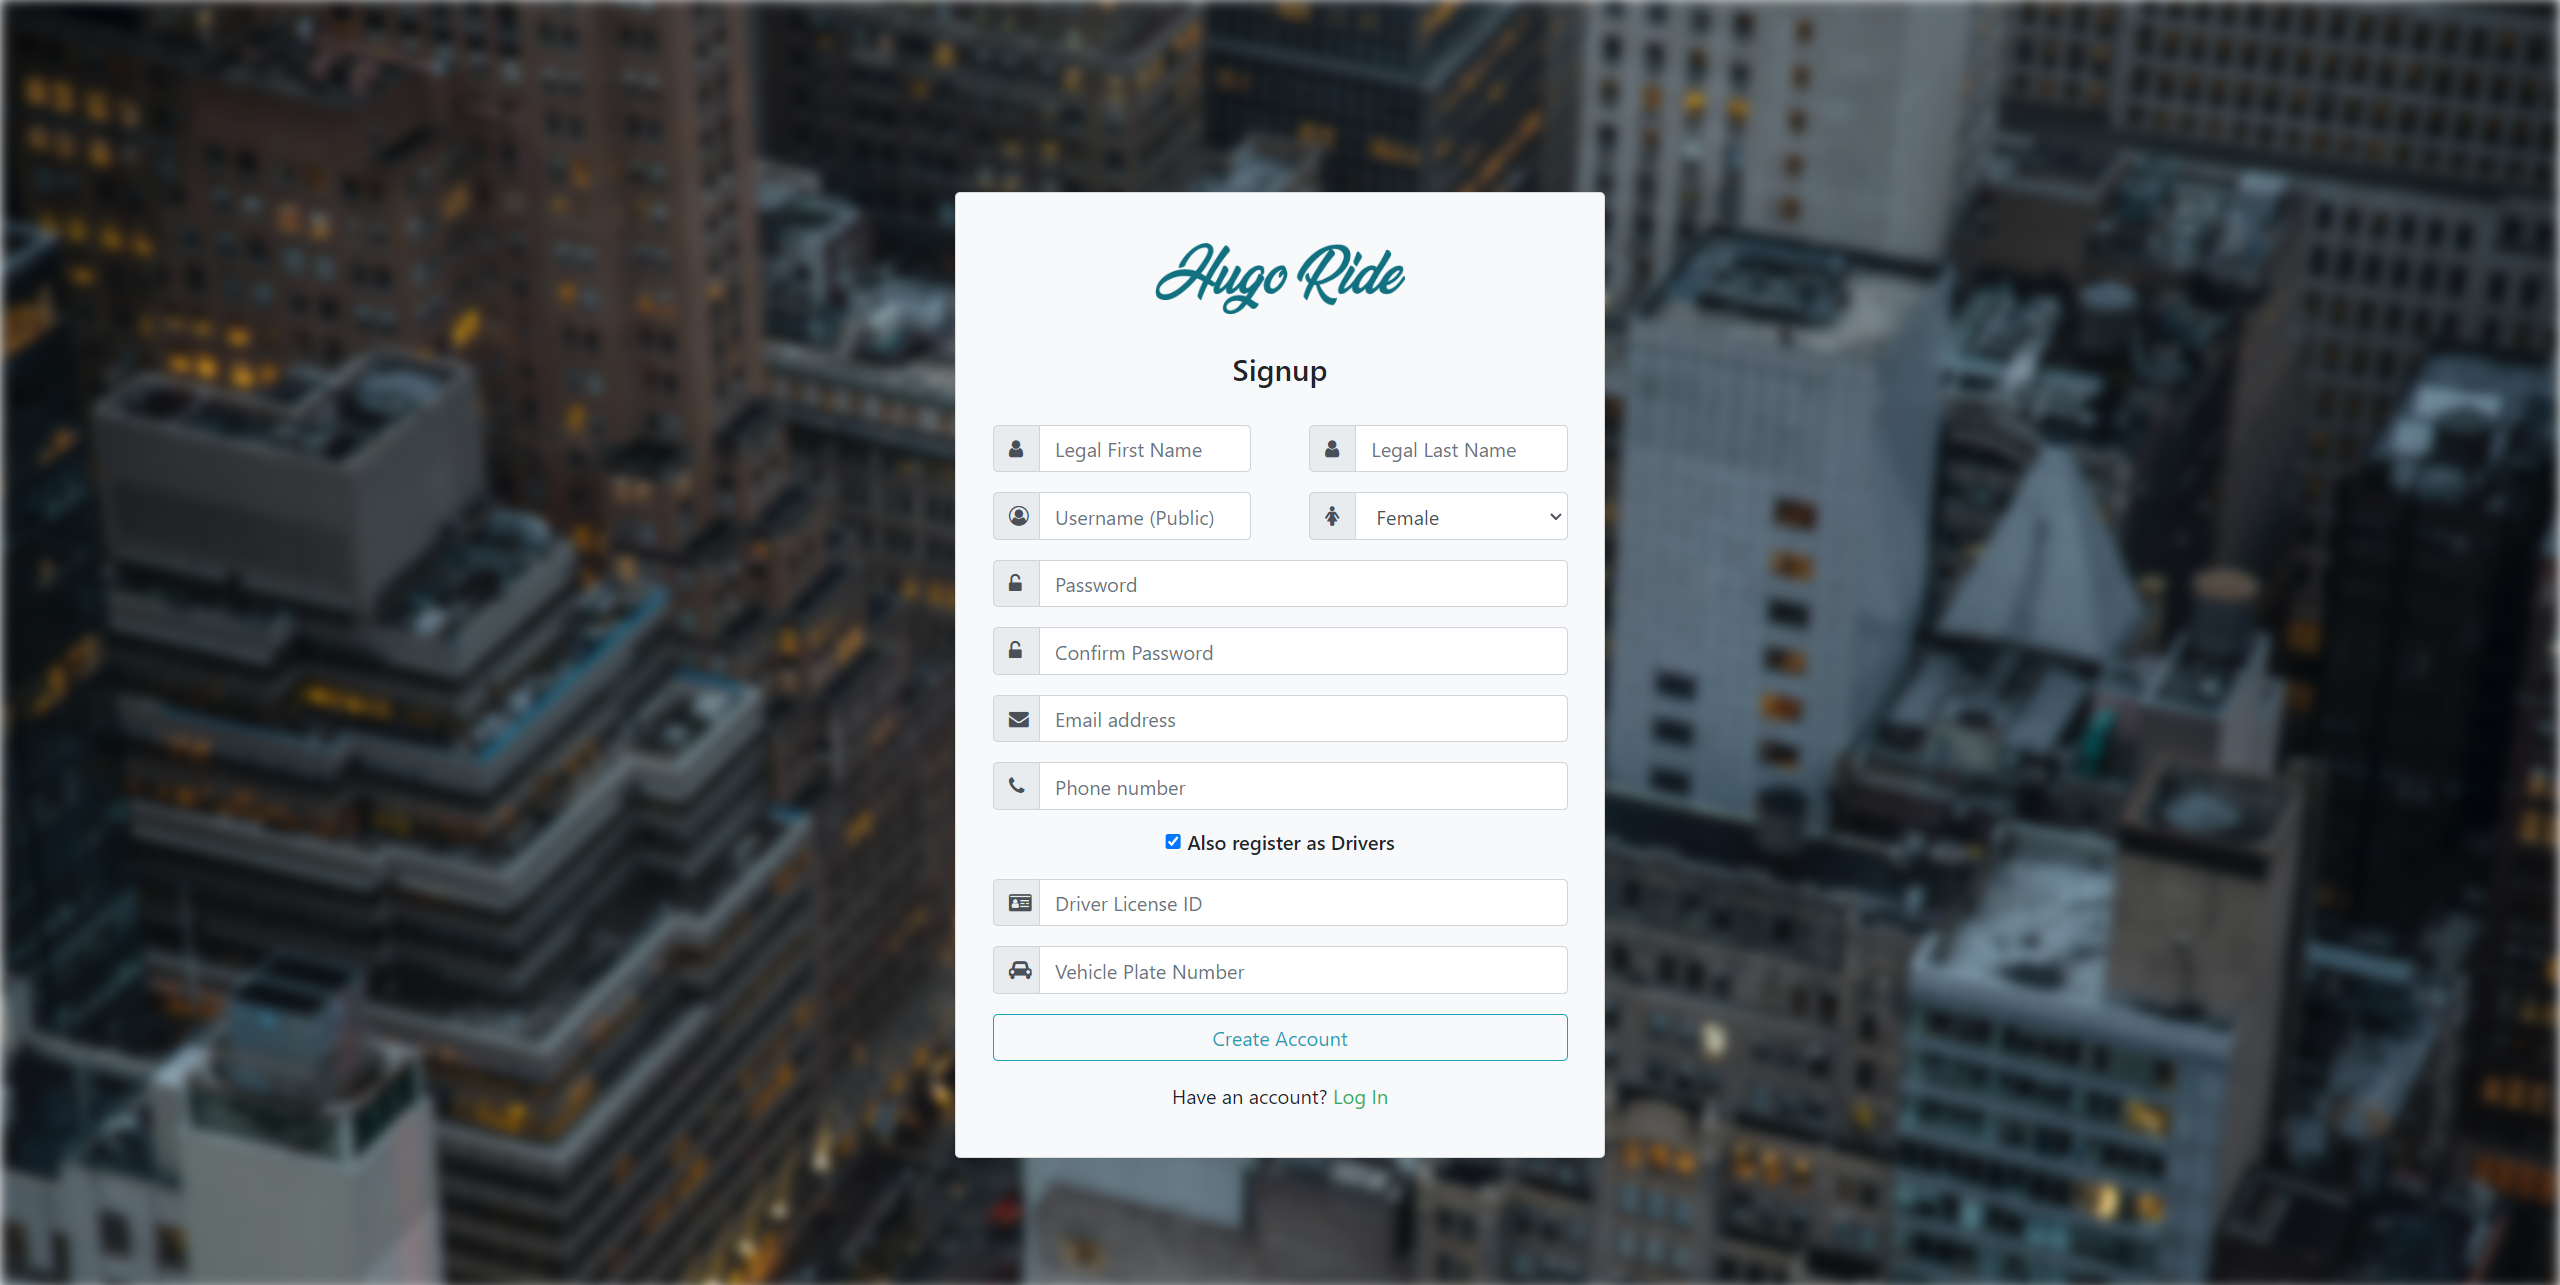 Hugo Ride
Signup
Legal First Name
Legal Last Name
Username (Public)
Female
Password
Confirm Password
Email address
Phone number
Also register as Drivers
Driver License ID
Vehicle Plate Number
Create Account
Have an account? Log In